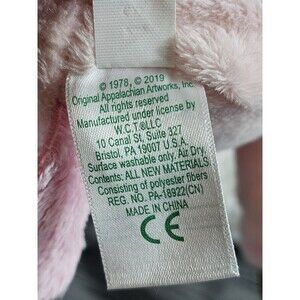 © 1978, © 2019
Original Appalachian Artworks, Inc.
All rights reserved
Manufactured under license by
W.C.T®LLC
10 Canal St, Suite 327
Bristol, PA 19007 U.S.A.
Surface washable only. Air Dry.
Contents: ALL NEW MATERIALS
Consisting of polyester fibers
REG. NO. PA-18922(CN)
MADE IN CHINA
CE